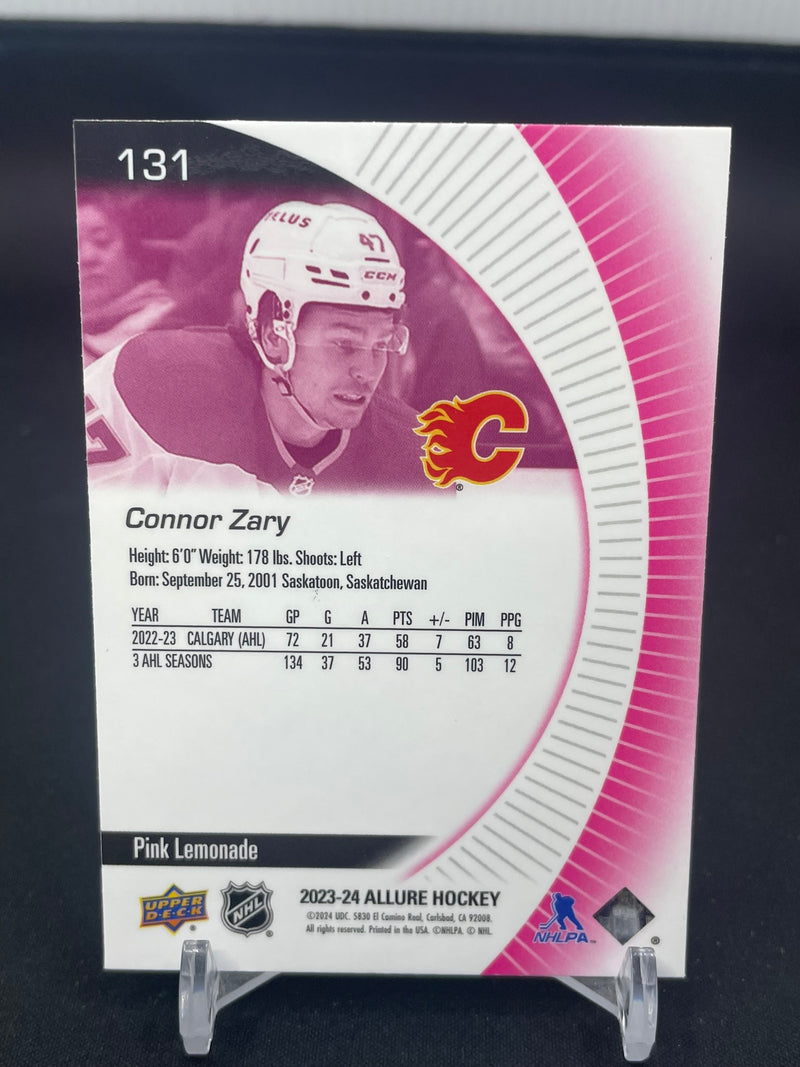 131
TELUS
47
CCM
47
C
®
Connor Zary
Height: 6'0" Weight: 178 lbs. Shoots: Left
Born: September 25, 2001 Saskatoon, Saskatchewan
YEAR TEAM GP G A PTS +/- PIM PPG
2022-23 CALGARY (AHL) 72 21 37 58 7 63 8
3 AHL SEASONS 134 37 53 90 5 103 12
Pink Lemonade
UPPER DECK ®
NHL ®
2023-24 ALLURE HOCKEY
©2024 UDC. 5830 El Camino Real, Carlsbad, CA 92008.
All rights reserved. Printed in the USA. ©NHLPA. © NHL.
NHLPA™
®